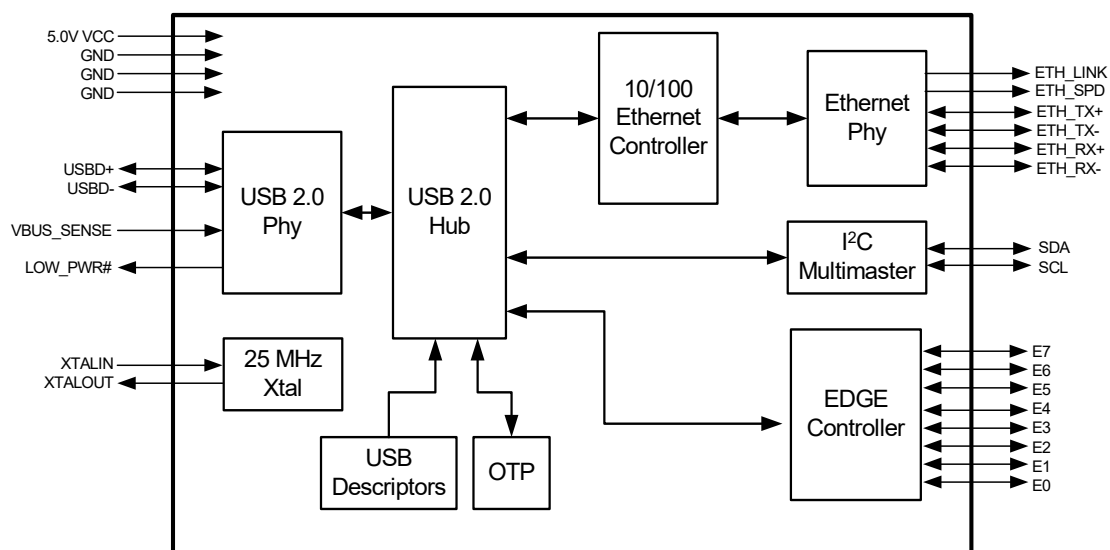 5.0V VCC
GND
GND
GND
USBD+
USBD-
VBUS_SENSE
LOW_PWR#
XTALIN
XTALOUT
USB 2.0
Phy
25 MHz
Xtal
USB 2.0
Hub
USB
Descriptors
OTP
10/100
Ethernet
Controller
Ethernet
Phy
I²C
Multimaster
EDGE
Controller
ETH_LINK
ETH_SPD
ETH_TX+
ETH_TX-
ETH_RX+
ETH_RX-
SDA
SCL
E7
E6
E5
E4
E3
E2
E1
E0